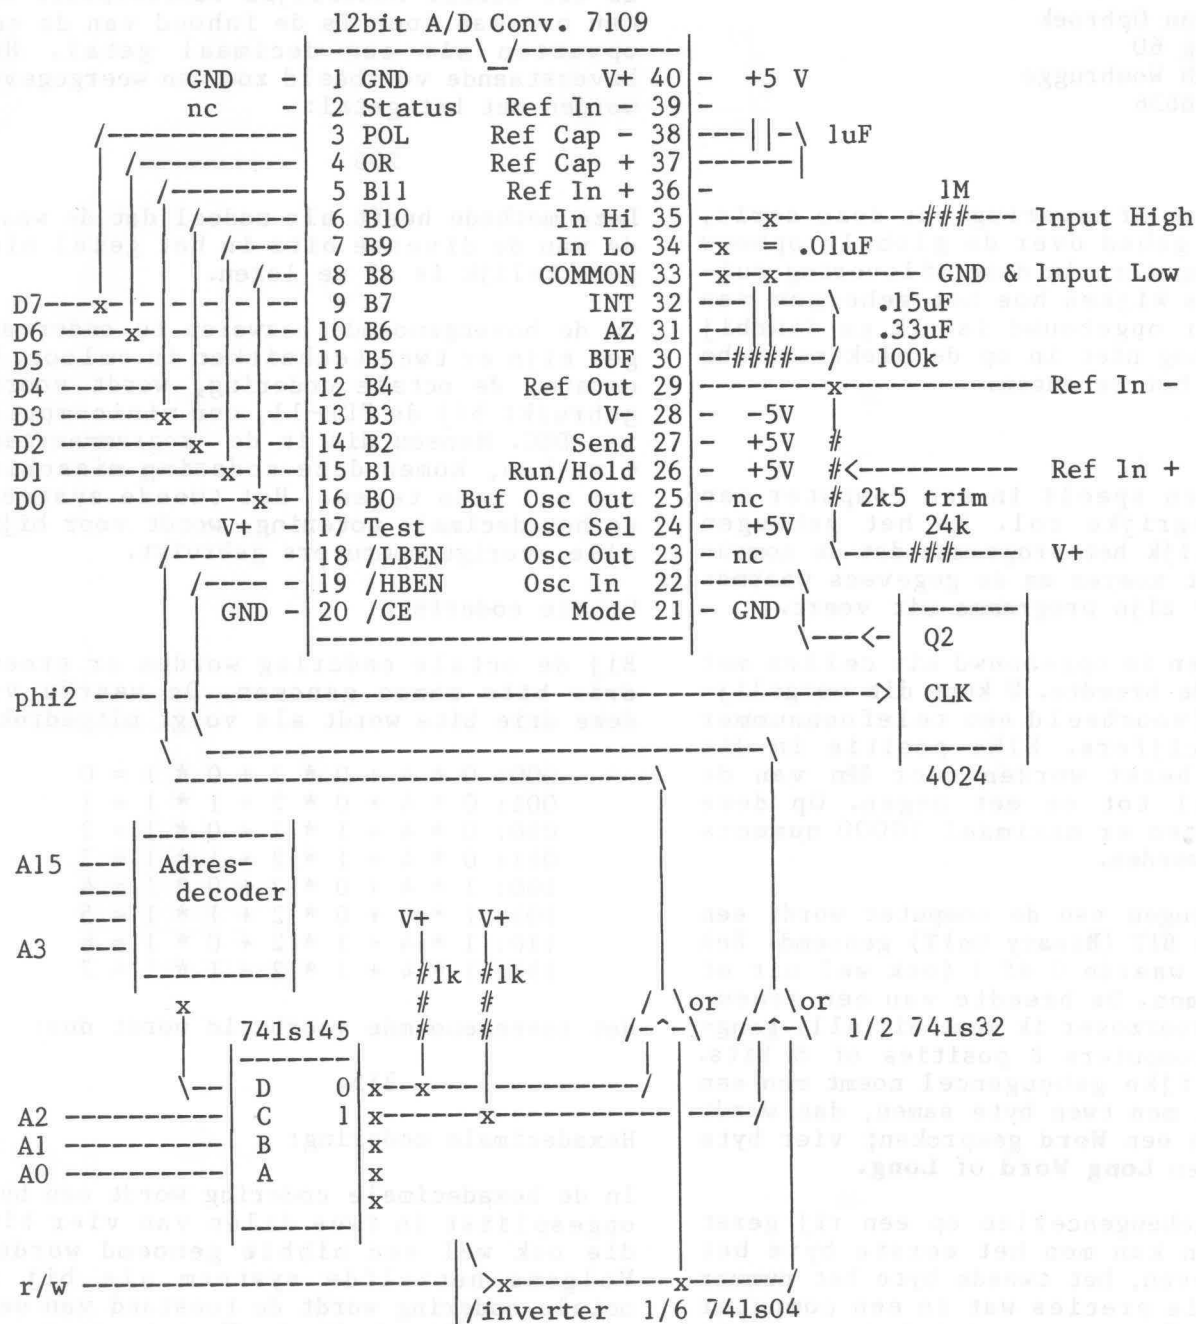 12bit A/D Conv. 7109
GND - 1 GND V+ 40 - +5 V
nc - 2 Status Ref In - 39 -
3 POL Ref Cap - 38 ---||-\ 1uF
4 OR Ref Cap + 37
5 B11 Ref In + 36 - 1M
6 B10 In Hi 35 ### Input High
7 B9 In Lo 34 -x .01uF
8 B8 COMMON 33 -x -x GND & Input Low
D7 x 9 B7 INT 32 .15uF
D6 x 10 B6 AZ 31 .33uF
D5 11 B5 BUF 30 -#### 100k
D4 12 B4 Ref Out 29 x Ref In -
D3 x 13 B3 V- 28 - -5V
D2 x 14 B2 Send 27 - +5V #
D1 x 15 B1 Run/Hold 26 - +5V #< Ref In +
D0 x 16 B0 Buf Osc Out 25 - nc # 2k5 trim
V+ - 17 Test Osc Sel 24 - +5V 24k
18 /LBEN Osc Out 23 - nc ### V+
19 /HBEN Osc In 22
GND - 20 /CE Mode 21 - GND
Q2
phi2 > CLK
4024
A15 --- Adres-
--- decoder
V+ V+
A3 ---
#1k #1k
x # # or or
# # 1/2 74ls32
74ls145
D 0 x x
A2 C 1 x x
A1 B x
A0 A x
x
r/w >x x
/inverter 1/6 74ls04